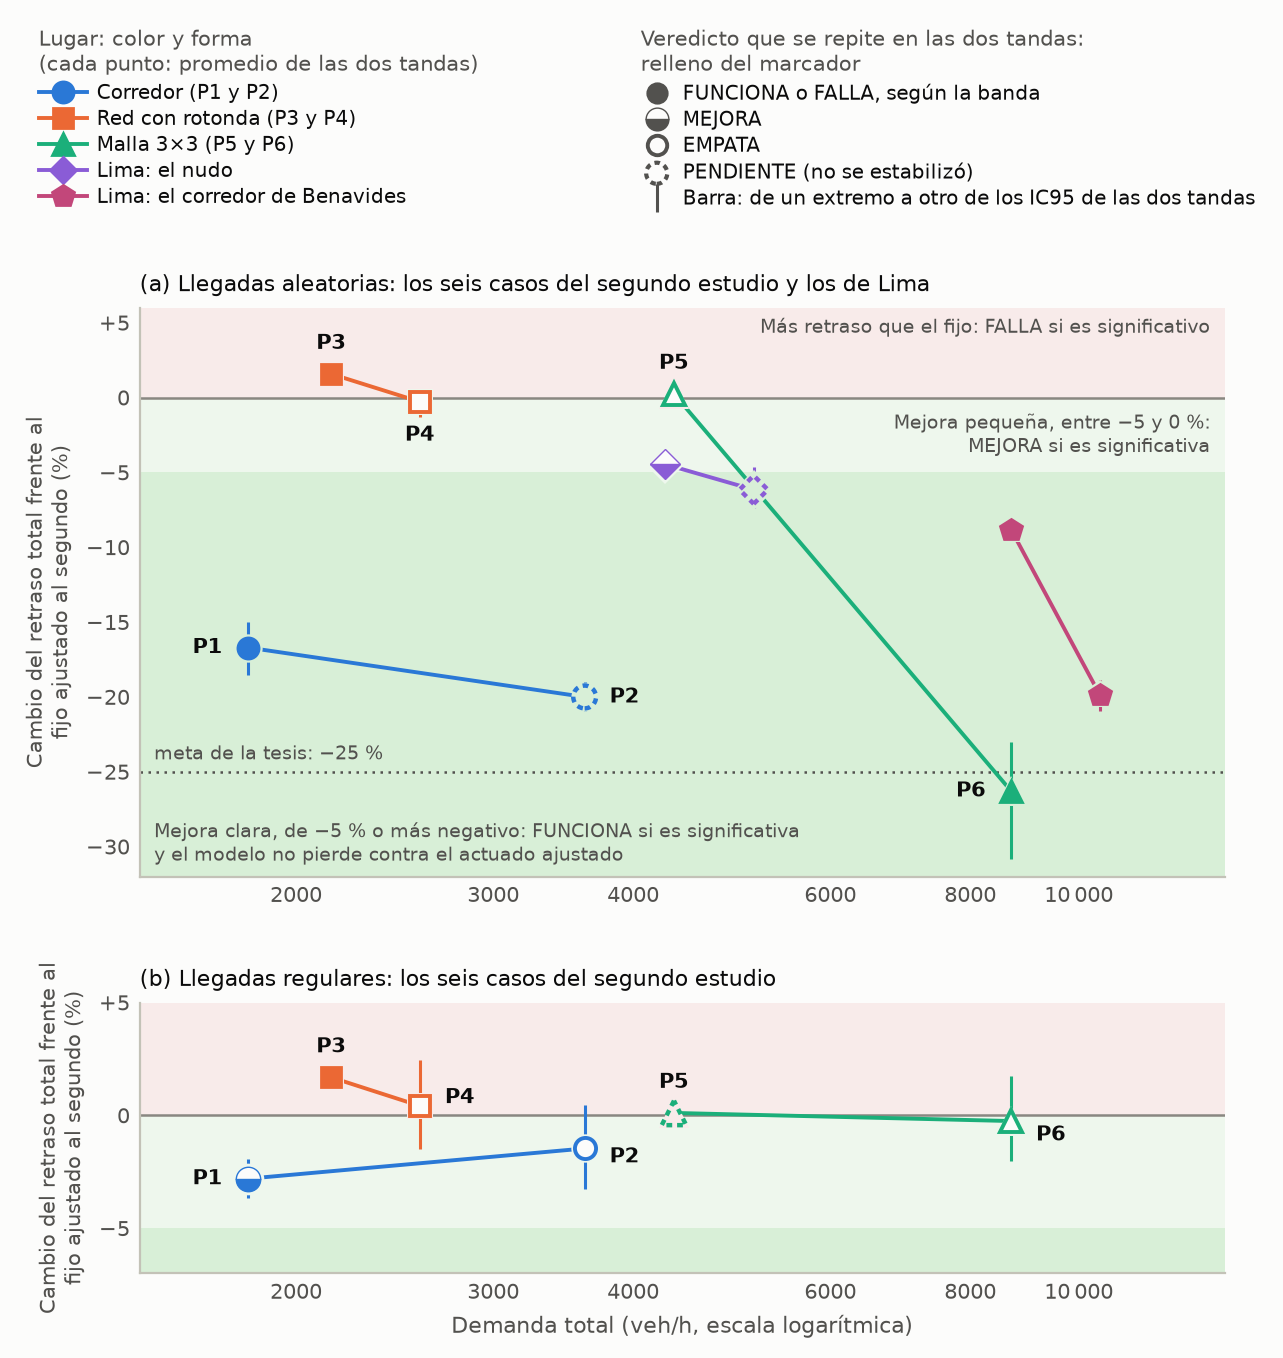 Lugar: color y forma
(cada punto: promedio de las dos tandas)
Corredor (P1 y P2)
Red con rotonda (P3 y P4)
Malla 3×3 (P5 y P6)
Lima: el nudo
Lima: el corredor de Benavides
Veredicto que se repite en las dos tandas:
relleno del marcador
FUNCIONA o FALLA, según la banda
MEJORA
EMPATA
PENDIENTE (no se estabilizó)
Barra: de un extremo a otro de los IC95 de las dos tandas
(a) Llegadas aleatorias: los seis casos del segundo estudio y los de Lima
Cambio del retraso total frente al
fijo ajustado al segundo (%)
+5
0
−5
−10
−15
−20
−25
−30
Más retraso que el fijo: FALLA si es significativo
Mejora pequeña, entre −5 y 0 %:
MEJORA si es significativa
P3
P4
P5
P1
P2
P6
meta de la tesis: −25 %
Mejora clara, de −5 % o más negativo: FUNCIONA si es significativa
y el modelo no pierde contra el actuado ajustado
2000
3000
4000
6000
8000
10 000
(b) Llegadas regulares: los seis casos del segundo estudio
Cambio del retraso total frente al
fijo ajustado al segundo (%)
+5
0
−5
P3
P4
P5
P6
P1
P2
2000
3000
4000
6000
8000
10 000
Demanda total (veh/h, escala logarítmica)